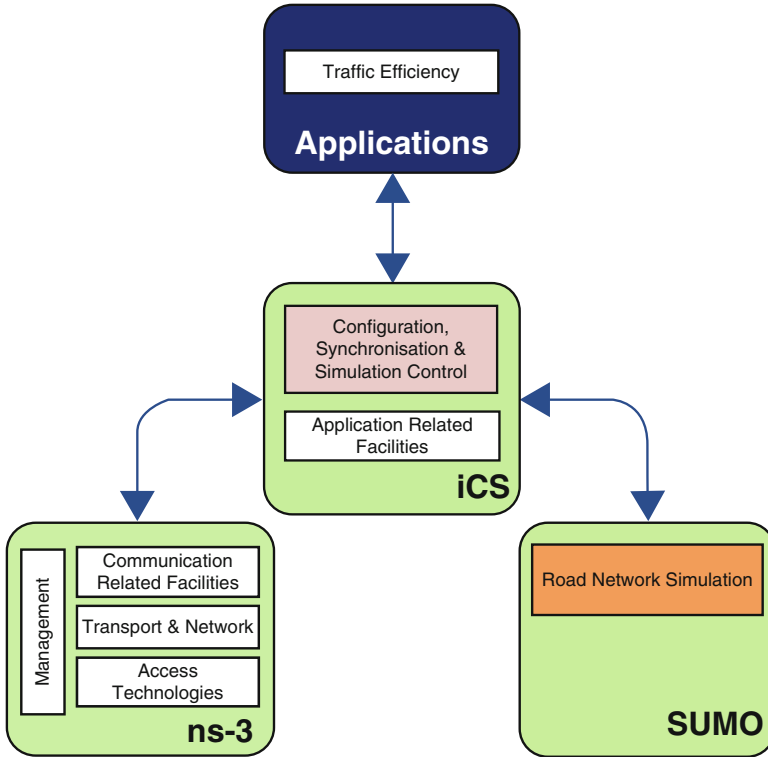 Traffic Efficiency
Applications
Configuration,
Synchronisation &
Simulation Control
Application Related
Facilities
iCS
Management
Communication
Related Facilities
Transport & Network
Access
Technologies
ns-3
Road Network Simulation
SUMO